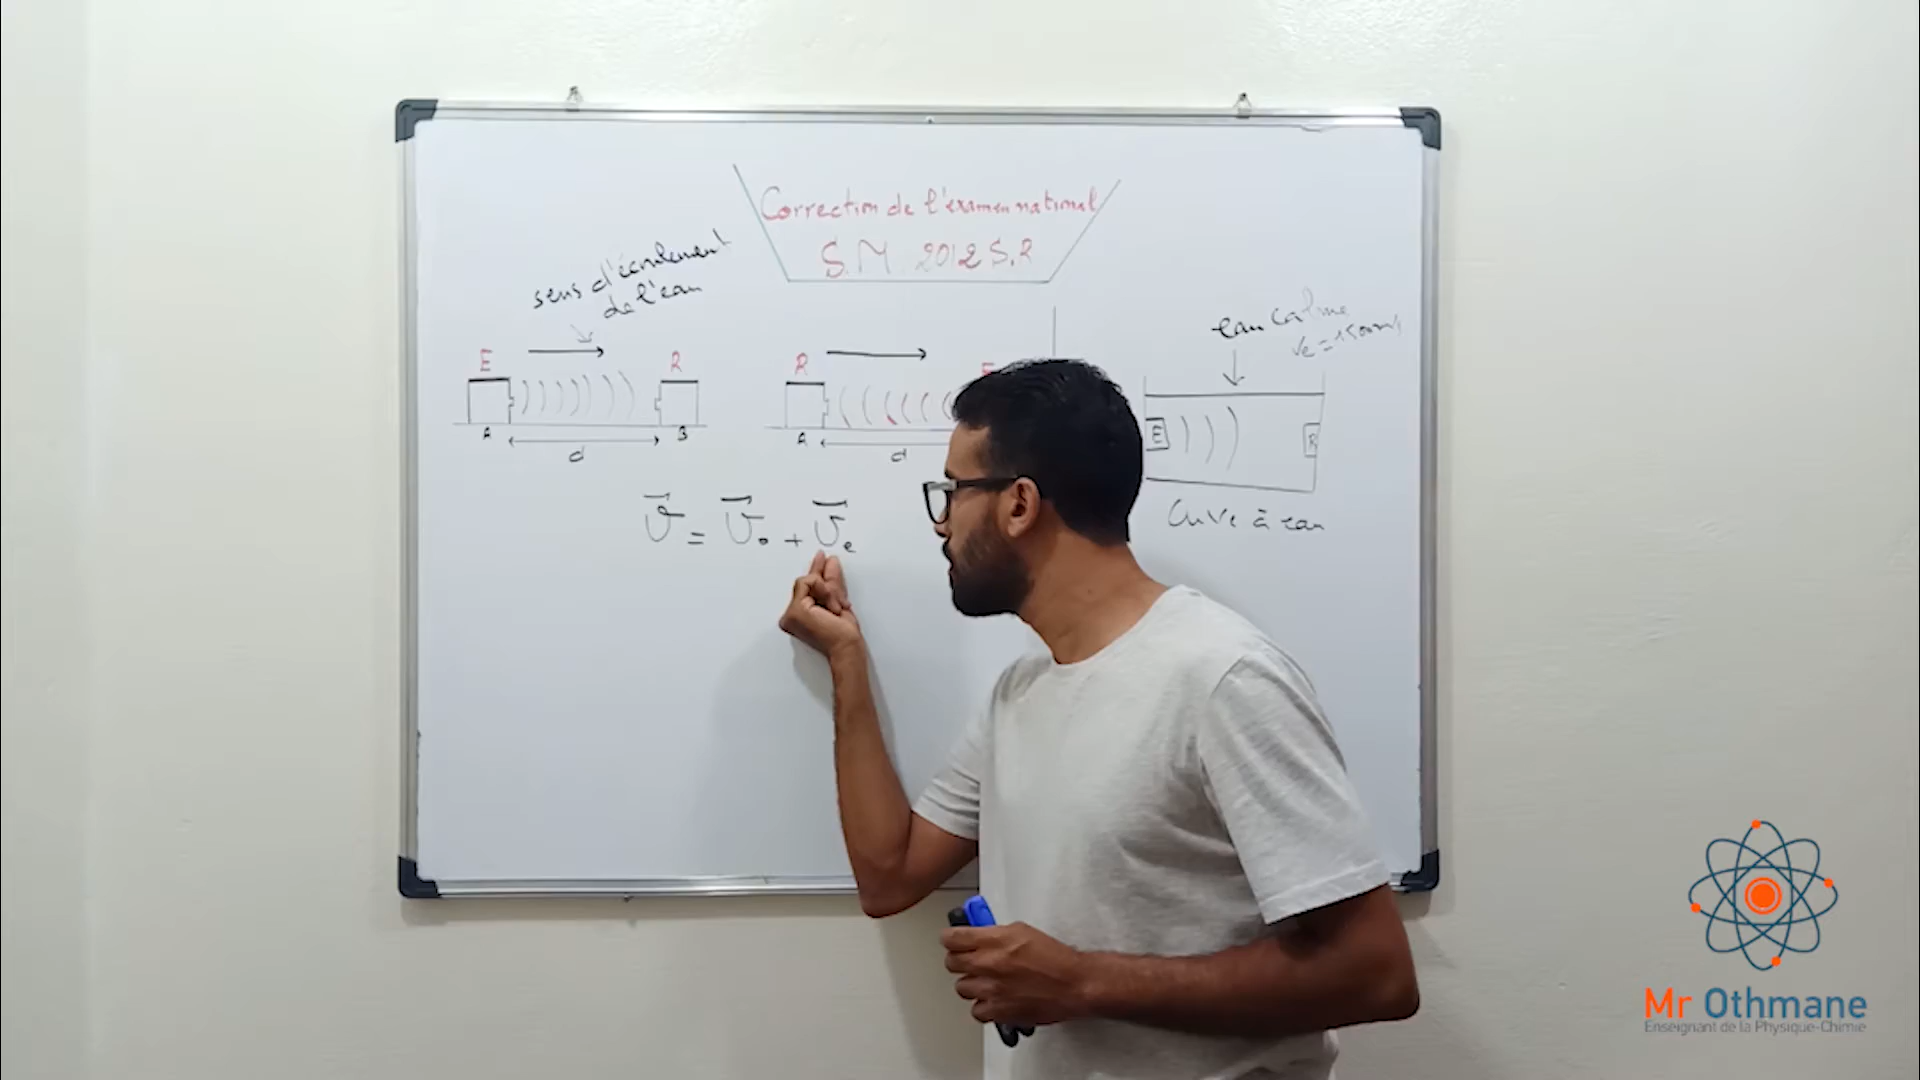 Correction de l'examen national
S.M. 2012 S.R
sens d'écoulement
de l'eau
eau calme
E
R
R
A
B
d
A
d
E
R
v⃗ = v⃗₀ + v⃗ₑ
Cuve à eau
Mr Othmane
Enseignant de la Physique-Chimie